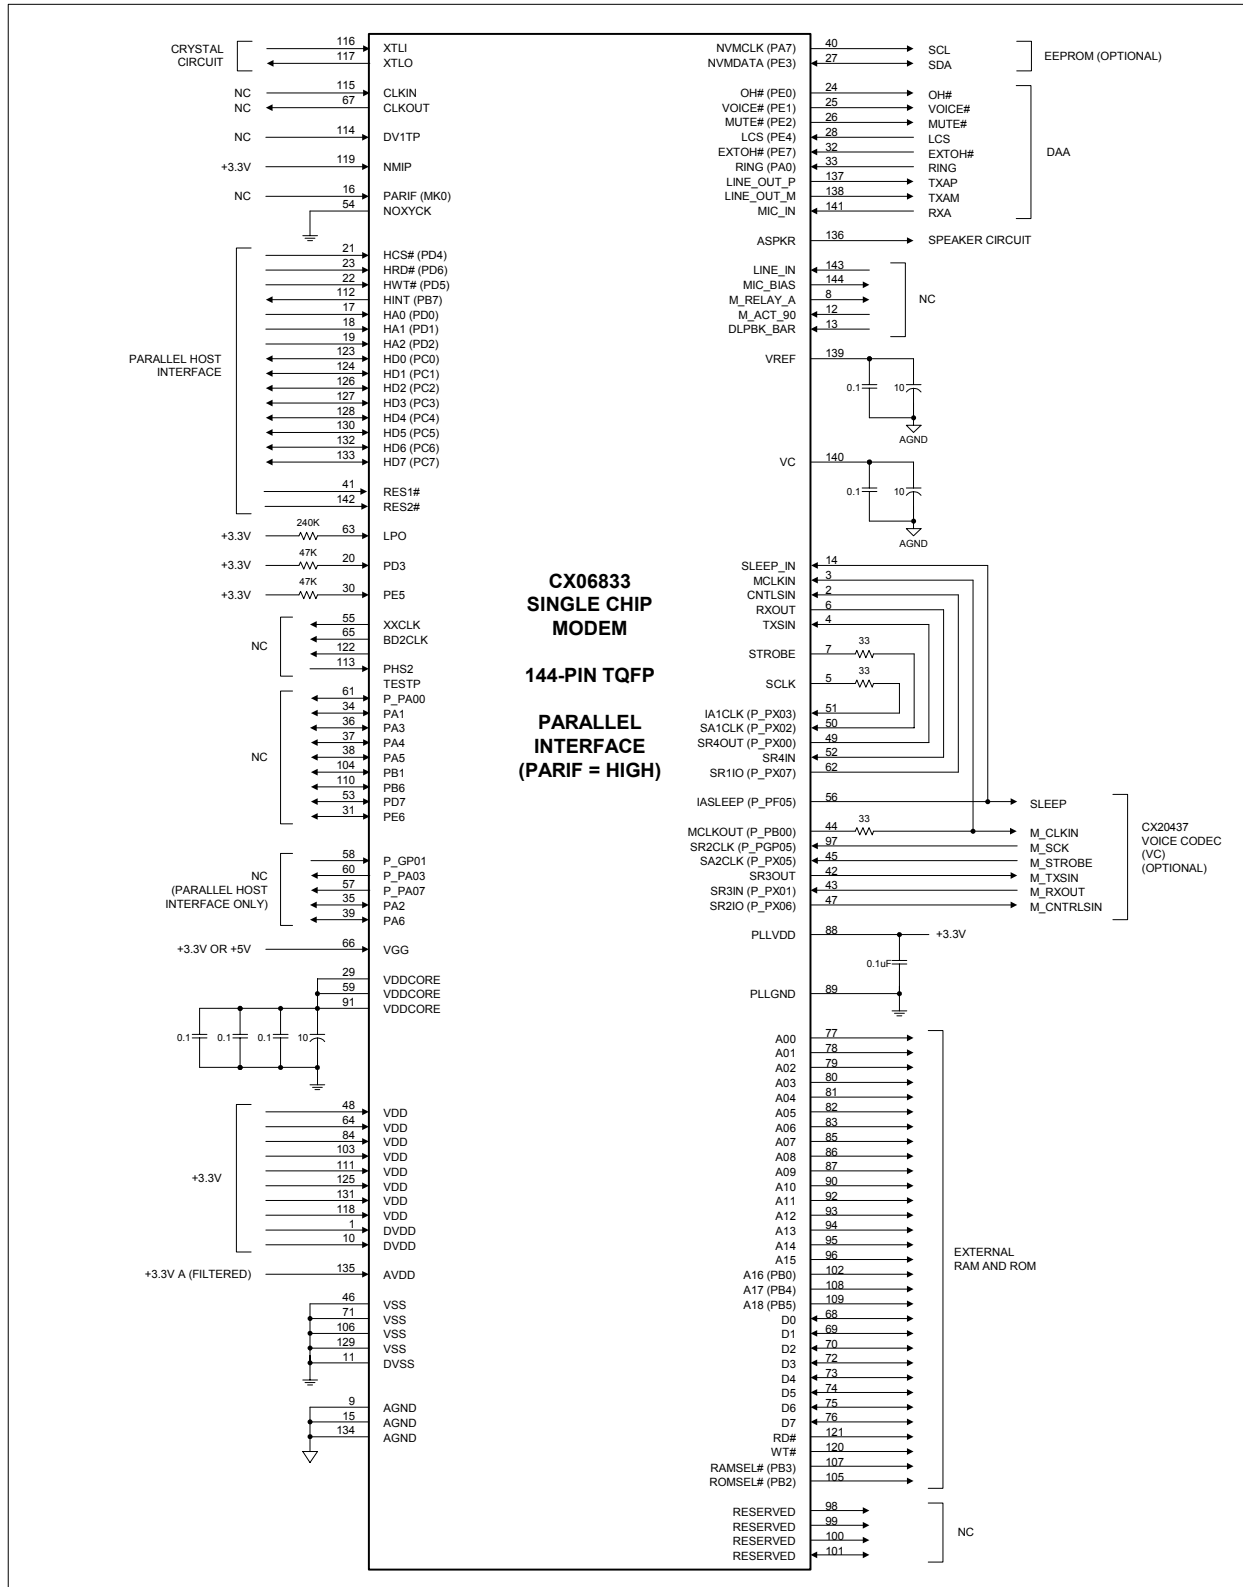 CRYSTAL
CIRCUIT
116 XTLI
117 XTLO
NC 115 CLKIN
NC 67 CLKOUT
NC 114 DV1TP
+3.3V 119 NMIP
NC 16 PARIF (MK0)
54 NOXYCK
PARALLEL HOST
INTERFACE
21 HCS# (PD4)
23 HRD# (PD6)
22 HWT# (PD5)
112 HINT (PB7)
17 HA0 (PD0)
18 HA1 (PD1)
19 HA2 (PD2)
123 HD0 (PC0)
124 HD1 (PC1)
126 HD2 (PC2)
127 HD3 (PC3)
128 HD4 (PC4)
130 HD5 (PC5)
132 HD6 (PC6)
133 HD7 (PC7)
41 RES1#
142 RES2#
+3.3V 240K 63 LPO
+3.3V 47K 20 PD3
+3.3V 47K 30 PE5
NC
55 XXCLK
65 BD2CLK
122
113 PHS2
TESTP
NC
61 P_PA00
34 PA1
36 PA3
37 PA4
38 PA5
104 PB1
110 PB6
53 PD7
31 PE6
NC
(PARALLEL HOST
INTERFACE ONLY)
58 P_GP01
60 P_PA03
57 P_PA07
35 PA2
39 PA6
+3.3V OR +5V 66 VGG
29 VDDCORE
59 VDDCORE
91 VDDCORE
0.1 0.1 0.1 10
+3.3V
48 VDD
64 VDD
84 VDD
103 VDD
111 VDD
125 VDD
131 VDD
118 VDD
1 DVDD
10 DVDD
+3.3V A (FILTERED) 135 AVDD
46 VSS
71 VSS
106 VSS
129 VSS
11 DVSS
9 AGND
15 AGND
134 AGND
CX06833
SINGLE CHIP
MODEM
144-PIN TQFP
PARALLEL
INTERFACE
(PARIF = HIGH)
NVMCLK (PA7) 40 SCL
NVMDATA (PE3) 27 SDA
EEPROM (OPTIONAL)
OH# (PE0) 24 OH#
VOICE# (PE1) 25 VOICE#
MUTE# (PE2) 26 MUTE#
LCS (PE4) 28 LCS
EXTOH# (PE7) 32 EXTOH#
RING (PA0) 33 RING
LINE_OUT_P 137 TXAP
LINE_OUT_M 138 TXAM
MIC_IN 141 RXA
DAA
ASPKR 136 SPEAKER CIRCUIT
LINE_IN 143
MIC_BIAS 144
M_RELAY_A 8
M_ACT_90 12
DLPBK_BAR 13
NC
VREF 139
0.1 10
AGND
VC 140
0.1 10
AGND
SLEEP_IN 14
MCLKIN 3
CNTLSIN 2
RXOUT 6
TXSIN 4
STROBE 7 33
SCLK 5 33
IA1CLK (P_PX03) 51
SA1CLK (P_PX02) 50
SR4OUT (P_PX00) 49
SR4IN 52
SR1IO (P_PX07) 62
IASLEEP (P_PF05) 56 SLEEP
MCLKOUT (P_PB00) 44 33 M_CLKIN
SR2CLK (P_PGP05) 97 M_SCK
SA2CLK (P_PX05) 45 M_STROBE
SR3OUT 42 M_TXSIN
SR3IN (P_PX01) 43 M_RXOUT
SR2IO (P_PX06) 47 M_CNTRLSIN
CX20437
VOICE CODEC
(VC)
(OPTIONAL)
PLLVDD 88 +3.3V
0.1uF
PLLGND 89
A00 77
A01 78
A02 79
A03 80
A04 81
A05 82
A06 83
A07 85
A08 86
A09 87
A10 90
A11 92
A12 93
A13 94
A14 95
A15 96
A16 (PB0) 102
A17 (PB4) 108
A18 (PB5) 109
D0 68
D1 69
D2 70
D3 72
D4 73
D5 74
D6 75
D7 76
RD# 121
WT# 120
RAMSEL# (PB3) 107
ROMSEL# (PB2) 105
EXTERNAL
RAM AND ROM
RESERVED 98
RESERVED 99
RESERVED 100
RESERVED 101
NC